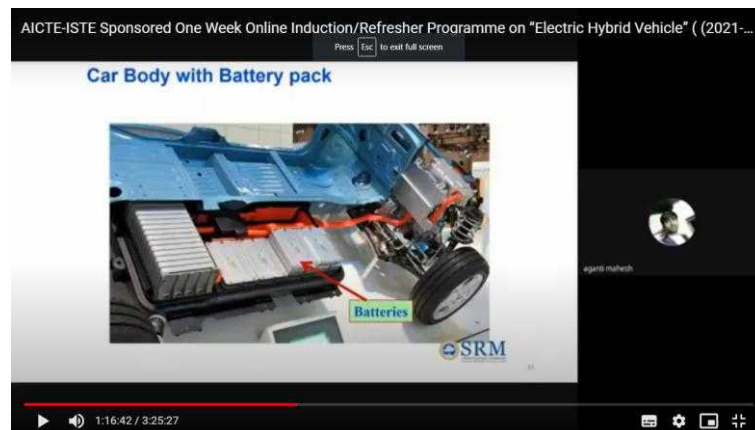 AICTE-ISTE Sponsored One Week Online Induction/Refresher Programme on “Electric Hybrid Vehicle” ( (2021-...
Press Esc to exit full screen
Car Body with Battery pack
Batteries
SRM
aganti mahesh
1:16:42 / 3:25:27